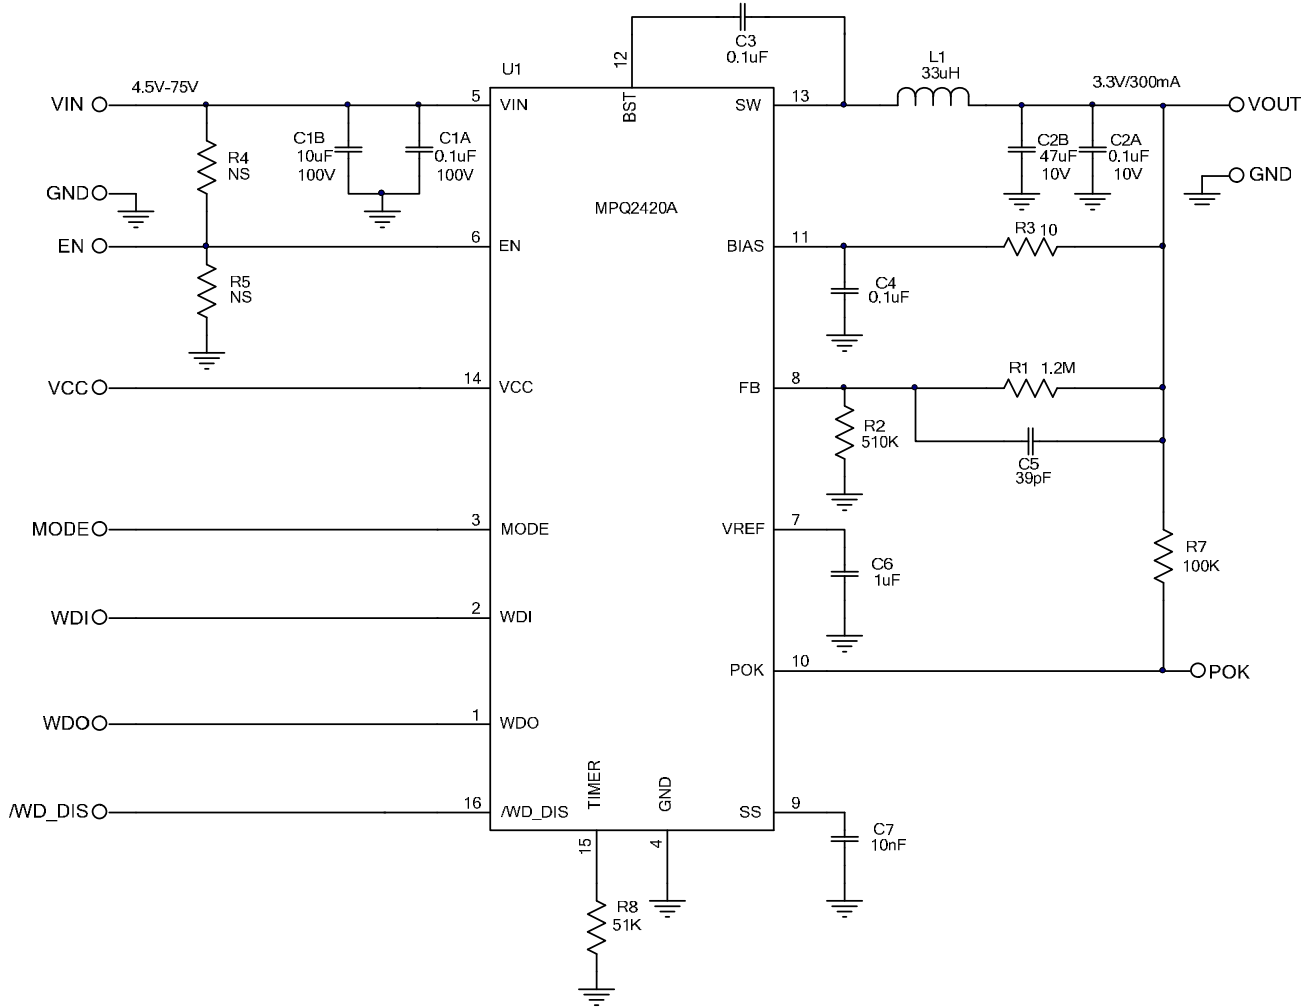 12
C3
0.1uF
U1
L1
33uH
4.5V-75V
3.3V/300mA
VIN
5
VIN
BST
SW
13
VOUT
C1B
10uF
100V
C1A
0.1uF
100V
C2B
47uF
10V
C2A
0.1uF
10V
R4
NS
GND
GND
MPQ2420A
EN
6
EN
BIAS
11
R3 10
R5
NS
C4
0.1uF
VCC
14
VCC
FB
8
R1 1.2M
R2
510K
C5
39pF
MODE
3
MODE
VREF
7
C6
1uF
R7
100K
WDI
2
WDI
POK
10
POK
WDO
1
WDO
TIMER
GND
/WD_DIS
16
/WD_DIS
SS
9
15
4
C7
10nF
R8
51K